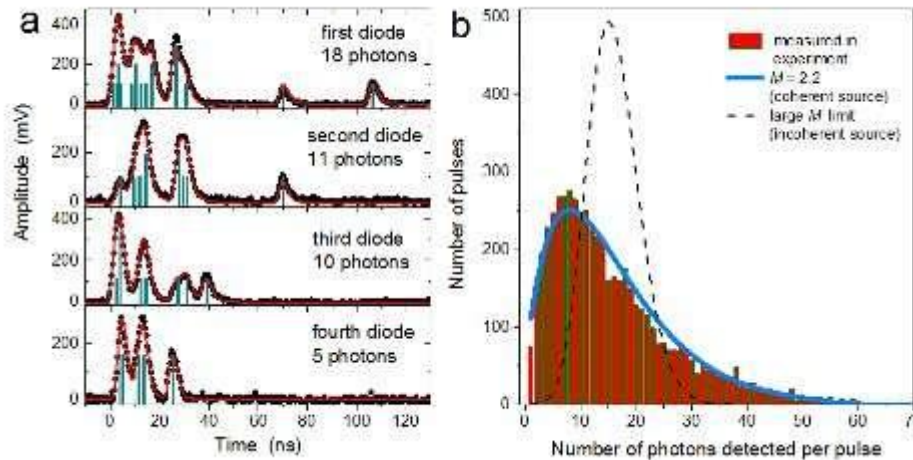 a
first diode
18 photons
400
200
0
second diode
11 photons
200
0
third diode
10 photons
400
200
0
fourth diode
5 photons
200
0
Amplitude (mV)
0 20 40 60 80 100 120
Time (ns)
b
500
400
300
200
100
0
Number of pulses
measured in
experiment
M = 2.2
(coherent source)
large M limit
(incoherent source)
0 10 20 30 40 50 60 7
Number of photons detected per pulse